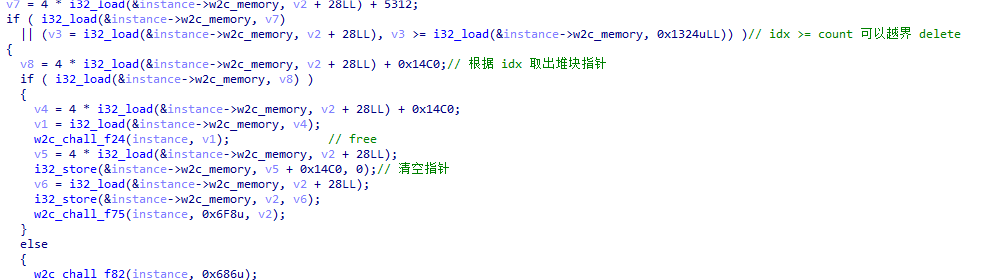 v7 = 4 * i32_load(&instance->w2c_memory, v2 + 28LL) + 5312;
if ( i32_load(&instance->w2c_memory, v7)
|| (v3 = i32_load(&instance->w2c_memory, v2 + 28LL), v3 >= i32_load(&instance->w2c_memory, 0x1324uLL)) )// idx >= count 可以越界 delete
{
v8 = 4 * i32_load(&instance->w2c_memory, v2 + 28LL) + 0x14C0;// 根据 idx 取出堆块指针
if ( i32_load(&instance->w2c_memory, v8) )
{
v4 = 4 * i32_load(&instance->w2c_memory, v2 + 28LL) + 0x14C0;
v1 = i32_load(&instance->w2c_memory, v4);
w2c_chall_f24(instance, v1); // free
v5 = 4 * i32_load(&instance->w2c_memory, v2 + 28LL);
i32_store(&instance->w2c_memory, v5 + 0x14C0, 0);// 清空指针
v6 = i32_load(&instance->w2c_memory, v2 + 28LL);
i32_store(&instance->w2c_memory, v2, v6);
w2c_chall_f75(instance, 0x6F8u, v2);
}
else
{
w2c_chall_f82(instance, 0x686u);